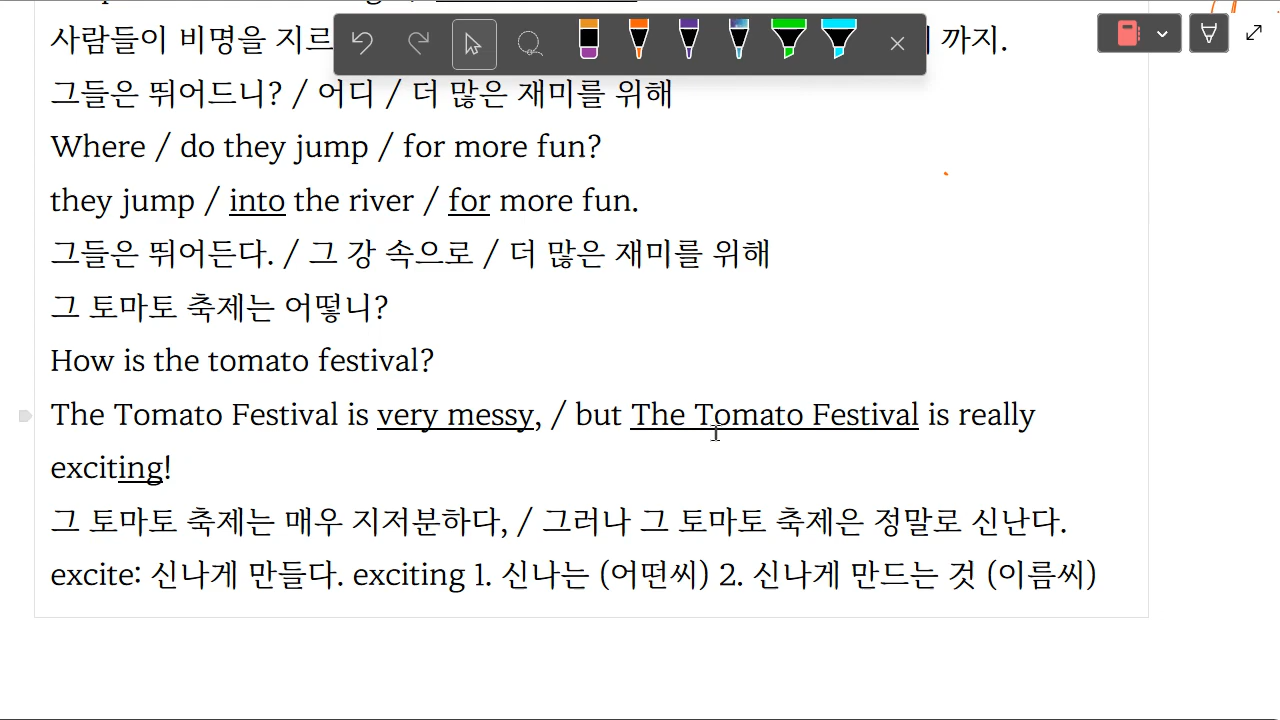 사람들이 비명을 지르 까지.
그들은 뛰어드니? / 어디 / 더 많은 재미를 위해
Where / do they jump / for more fun?
they jump / into the river / for more fun.
그들은 뛰어든다. / 그 강 속으로 / 더 많은 재미를 위해
그 토마토 축제는 어떻니?
How is the tomato festival?
The Tomato Festival is very messy, / but The Tomato Festival is really
exciting!
그 토마토 축제는 매우 지저분하다, / 그러나 그 토마토 축제은 정말로 신난다.
excite: 신나게 만들다. exciting 1. 신나는 (어떤씨) 2. 신나게 만드는 것 (이름씨)